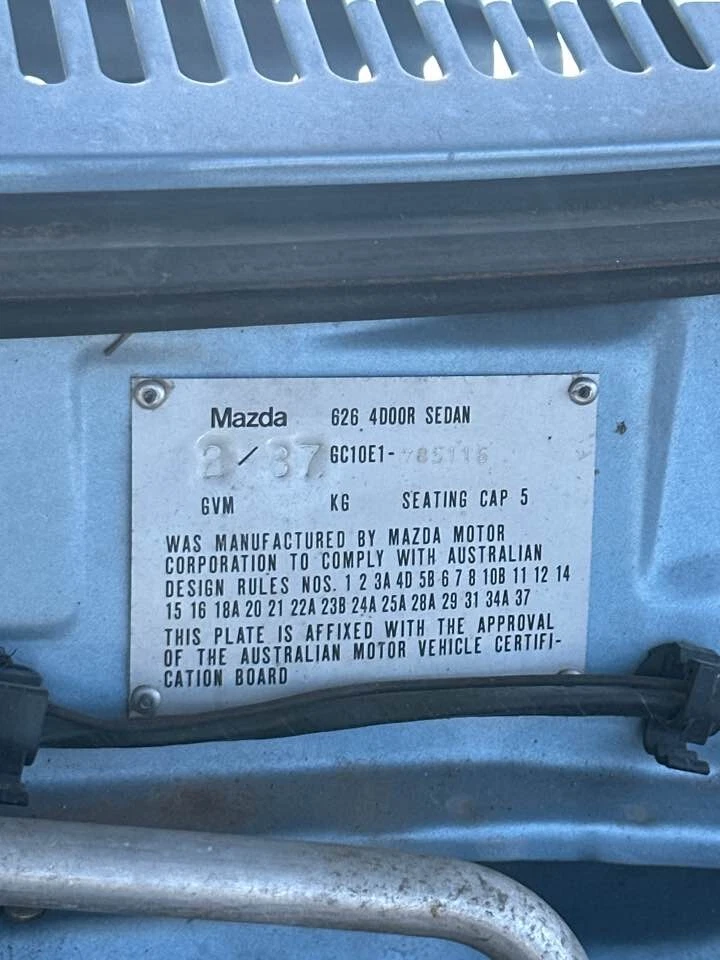 Mazda 626 4DOOR SEDAN
/87 GC10E1-785115
GVM KG SEATING CAP 5
WAS MANUFACTURED BY MAZDA MOTOR
CORPORATION TO COMPLY WITH AUSTRALIAN
DESIGN RULES NOS. 1 2 3A 4D 5B 6 7 8 10B 11 12 14
15 16 18A 20 21 22A 23B 24A 25A 28A 29 31 34A 37
THIS PLATE IS AFFIXED WITH THE APPROVAL
OF THE AUSTRALIAN MOTOR VEHICLE CERTIFI-
CATION BOARD